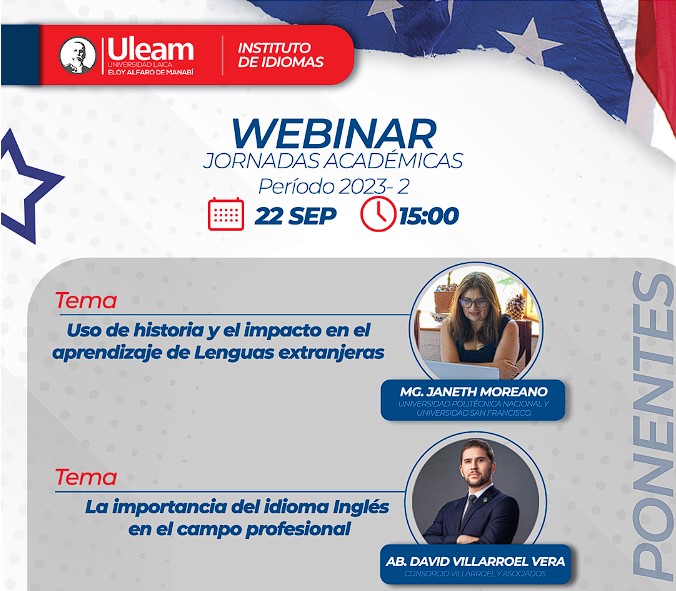 Uleam
UNIVERSIDAD LAICA
ELOY ALFARO DE MANABÍ
INSTITUTO
DE IDIOMAS
WEBINAR
JORNADAS ACADÉMICAS
Período 2023- 2
22 SEP
15:00
Tema
Uso de historia y el impacto en el
aprendizaje de Lenguas extranjeras
MG. JANETH MOREANO
UNIVERSIDAD POLITÉCNICA NACIONAL Y
UNIVERSIDAD SAN FRANCISCO.
Tema
La importancia del idioma Inglés
en el campo profesional
AB. DAVID VILLARROEL VERA
CONSORCIO VILLARROEL Y ASOCIADOS
PONENTES